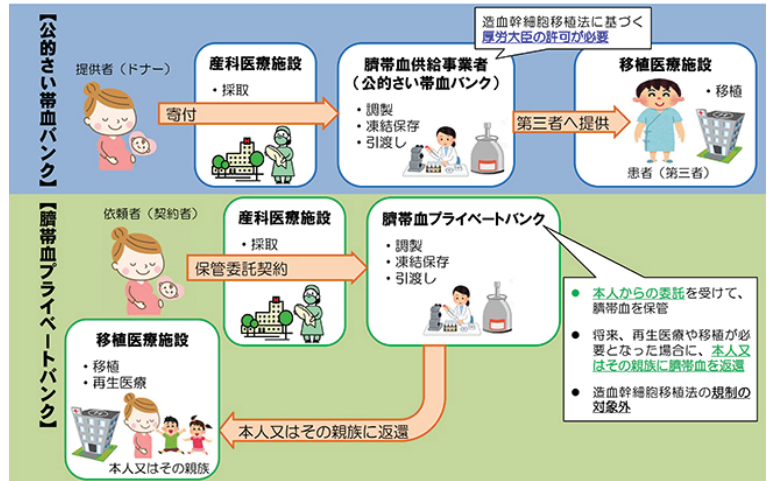 【公的さい帯血バンク】
提供者（ドナー）
寄付
産科医療施設
・採取
臍帯血供給事業者
（公的さい帯血バンク）
・調製
・凍結保存
・引渡し
造血幹細胞移植法に基づく
厚労大臣の許可が必要
第三者へ提供
移植医療施設
・移植
患者（第三者）
【臍帯血プライベートバンク】
依頼者（契約者）
保管委託契約
産科医療施設
・採取
臍帯血プライベートバンク
・調製
・凍結保存
・引渡し
● 本人からの委託を受けて、
臍帯血を保管
● 将来、再生医療や移植が必
要となった場合に、本人又
はその親族に臍帯血を返還
● 造血幹細胞移植法の規制の
対象外
本人又はその親族に返還
移植医療施設
・移植
・再生医療
本人又はその親族